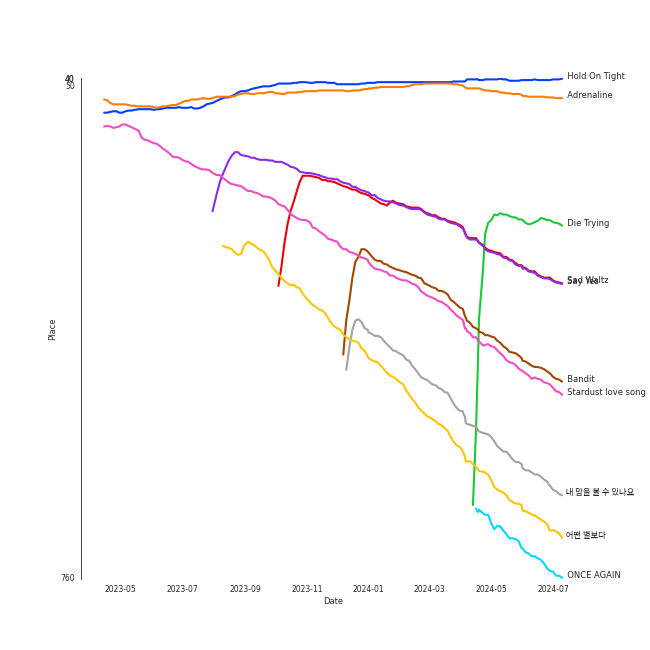 40
50
Hold On Tight
Adrenaline
Die Trying
Sad Waltz
Say Yes
Place
Bandit
Stardust love song
내 맘을 볼 수 있나요
어떤 별보다
ONCE AGAIN
760
2023-05
2023-07
2023-09
2023-11
2024-01
2024-03
2024-05
2024-07
Date